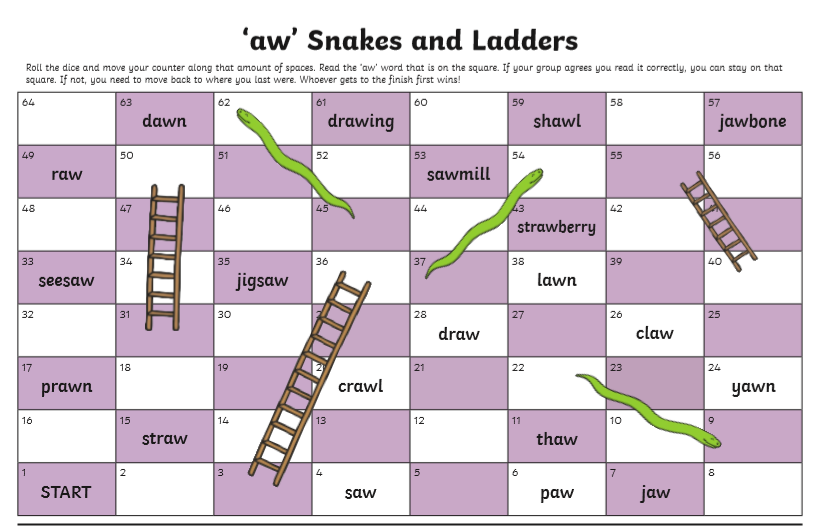 ‘aw’ Snakes and Ladders
Roll the dice and move your counter along that amount of spaces. Read the ‘aw’ word that is on the square. If your group agrees you read it correctly, you can stay on that
square. If not, you need to move back to where you last were. Whoever gets to the finish first wins!
64 63 62 61 60 59 58 57
dawn drawing shawl jawbone
49 50 51 52 53 54 55 56
raw sawmill
48 47 46 45 44 43 42
strawberry
33 34 35 36 37 38 39 40
seesaw jigsaw lawn
32 31 30 28 27 26 25
draw claw
17 18 19 21 22 23 24
prawn crawl yawn
16 15 14 13 12 11 10 9
straw thaw
1 2 3 4 5 6 7 8
START saw paw jaw